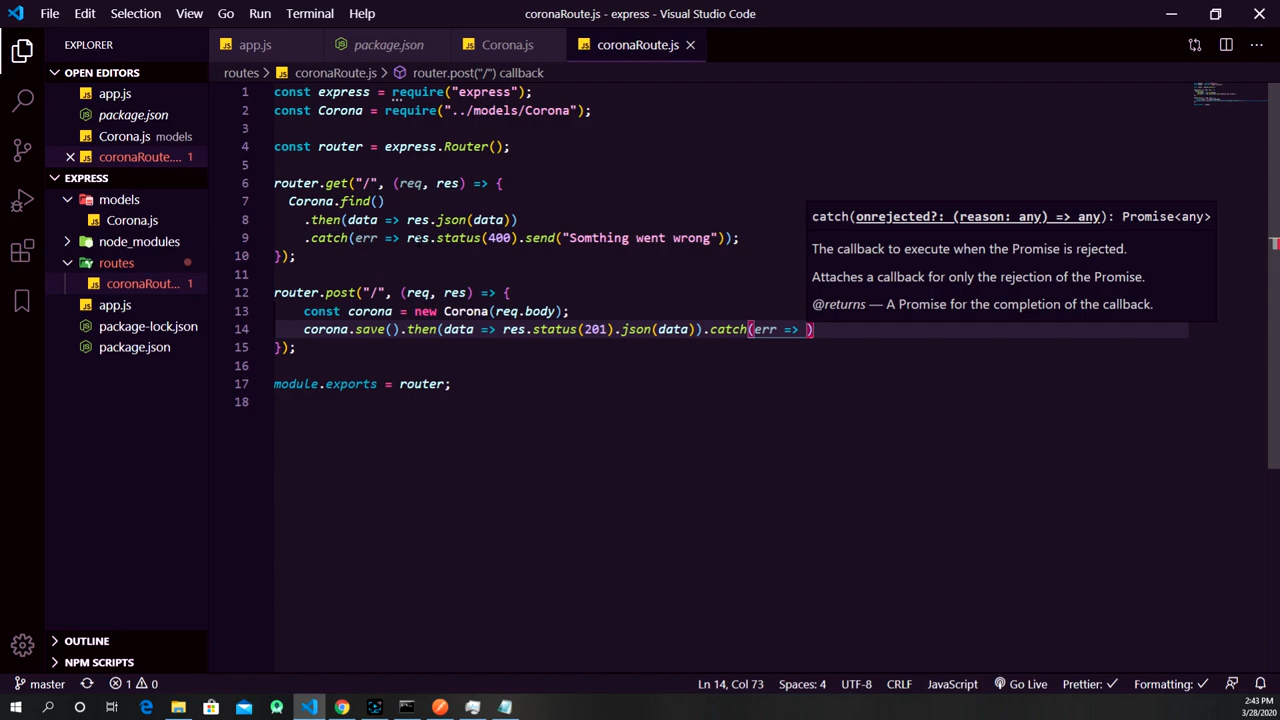 File Edit Selection View Go Run Terminal Help
coronaRoute.js - express - Visual Studio Code
EXPLORER
OPEN EDITORS
app.js
package.json
Corona.js models
coronaRoute.... 1
EXPRESS
models
Corona.js
node_modules
routes
coronaRout... 1
app.js
package-lock.json
package.json
OUTLINE
NPM SCRIPTS
app.js package.json Corona.js coronaRoute.js
routes > coronaRoute.js > router.post("/") callback
1 const express = require("express");
2 const Corona = require("../models/Corona");
3
4 const router = express.Router();
5
6 router.get("/", (req, res) => {
7 Corona.find()
8 .then(data => res.json(data))
9 .catch(err => res.status(400).send("Somthing went wrong"));
10 });
11
12 router.post("/", (req, res) => {
13 const corona = new Corona(req.body);
14 corona.save().then(data => res.status(201).json(data)).catch(err => )
15 });
16
17 module.exports = router;
18
catch(onrejected?: (reason: any) => any): Promise<any>
The callback to execute when the Promise is rejected.
Attaches a callback for only the rejection of the Promise.
@returns — A Promise for the completion of the callback.
master 1 0 Ln 14, Col 73 Spaces: 4 UTF-8 CRLF JavaScript Go Live Prettier: ✓ Formatting: ✓
2:43 PM
3/28/2020